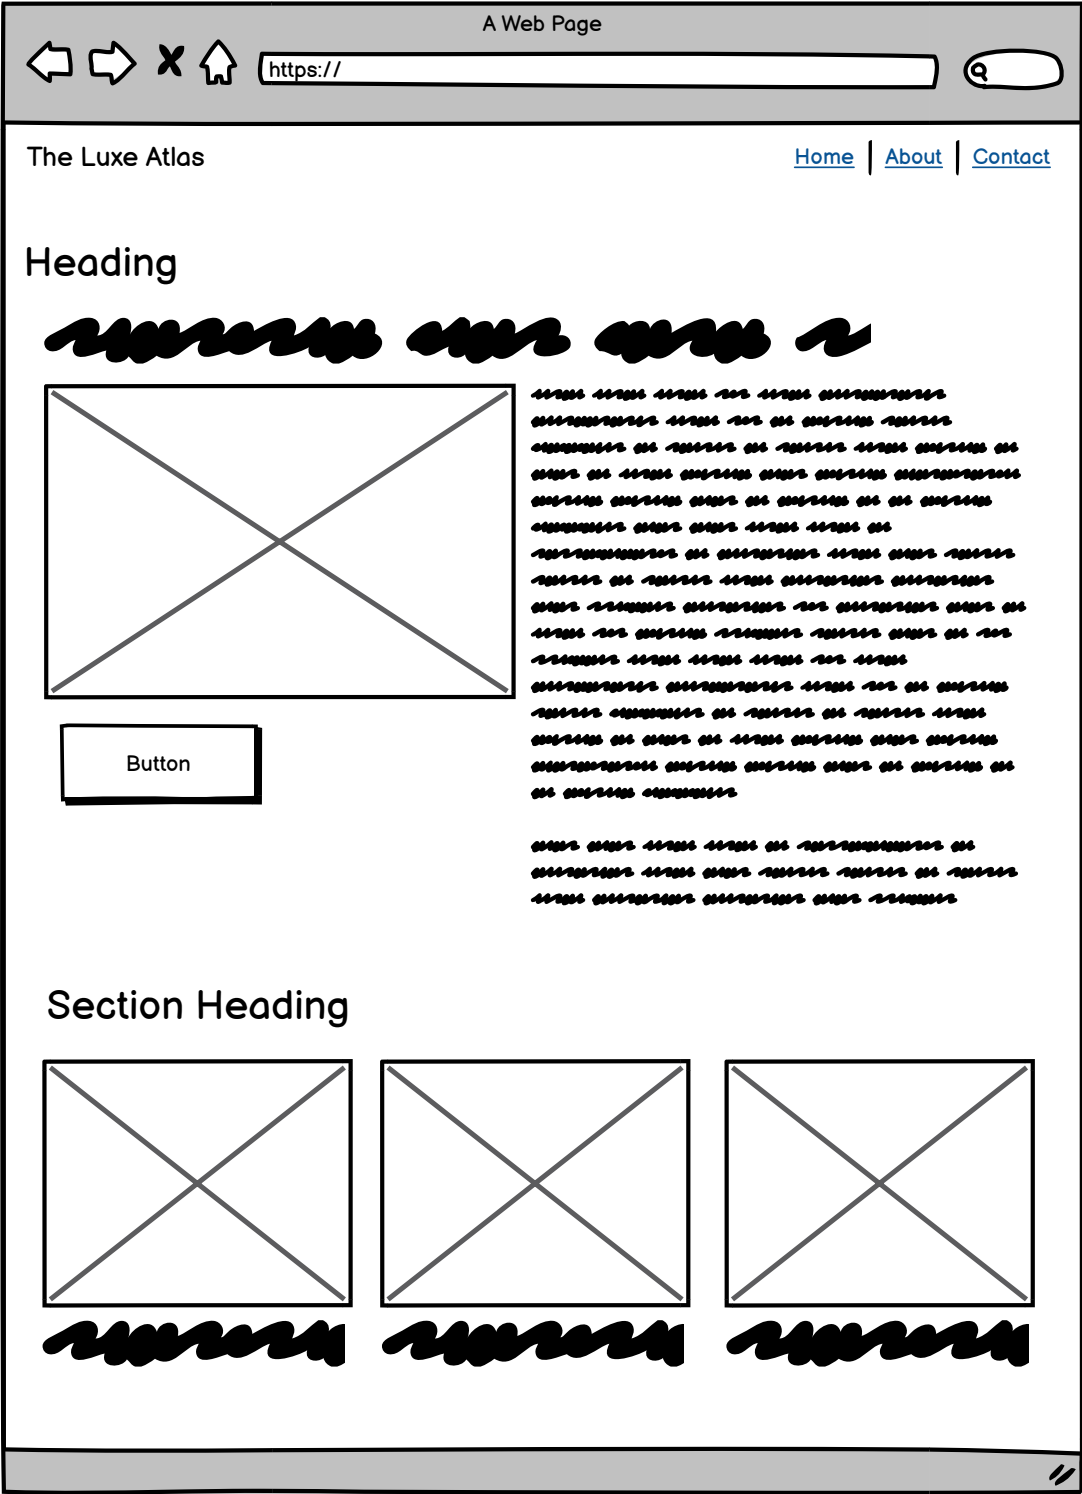 A Web Page
https://
The Luxe Atlas
Home About Contact
Heading
Button
Section Heading